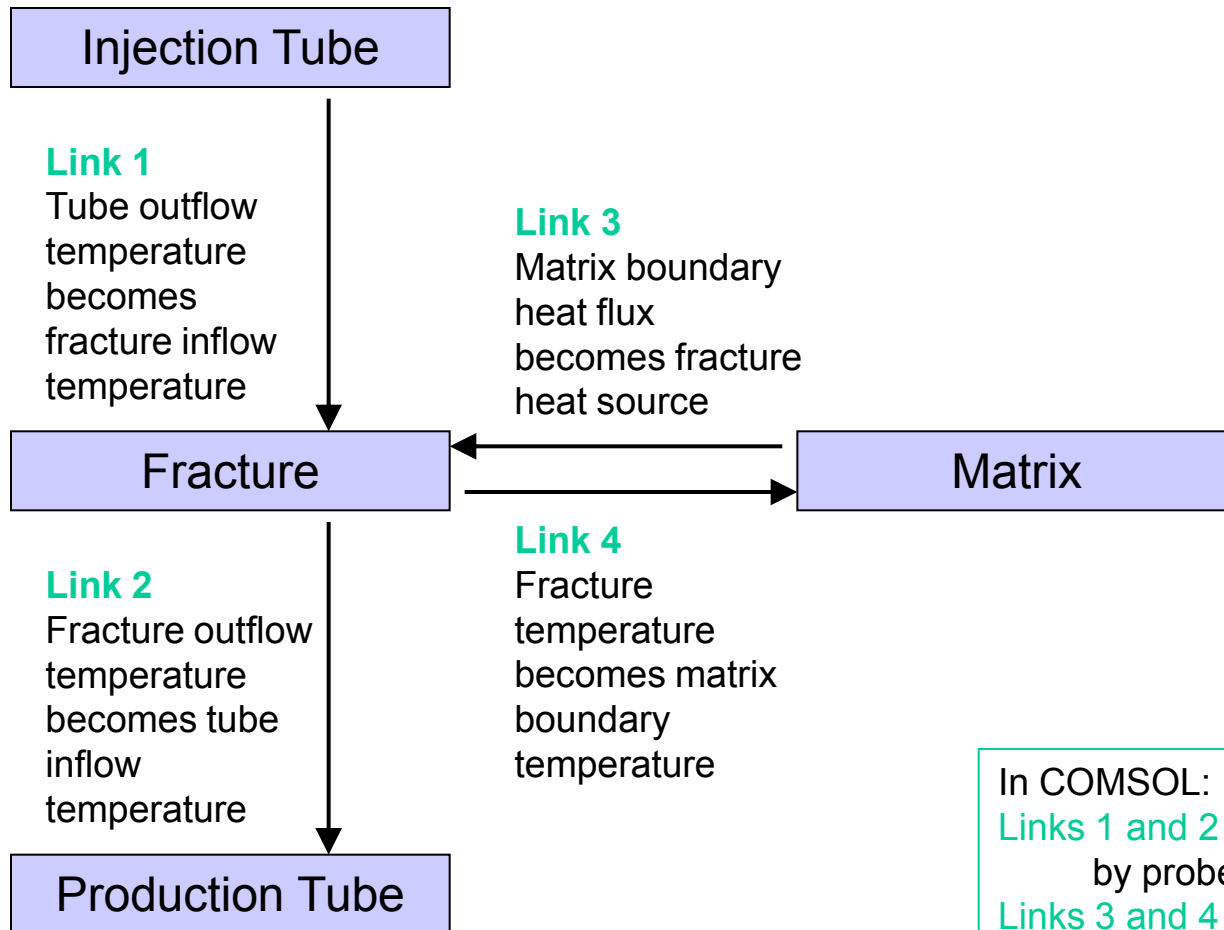 Injection Tube
Link 1
Tube outflow
temperature
becomes
fracture inflow
temperature
Link 3
Matrix boundary
heat flux
becomes fracture
heat source
Fracture
Matrix
Link 2
Fracture outflow
temperature
becomes tube
inflow
temperature
Link 4
Fracture
temperature
becomes matrix
boundary
temperature
Production Tube
In COMSOL:
Links 1 and 2
by probe
Links 3 and 4